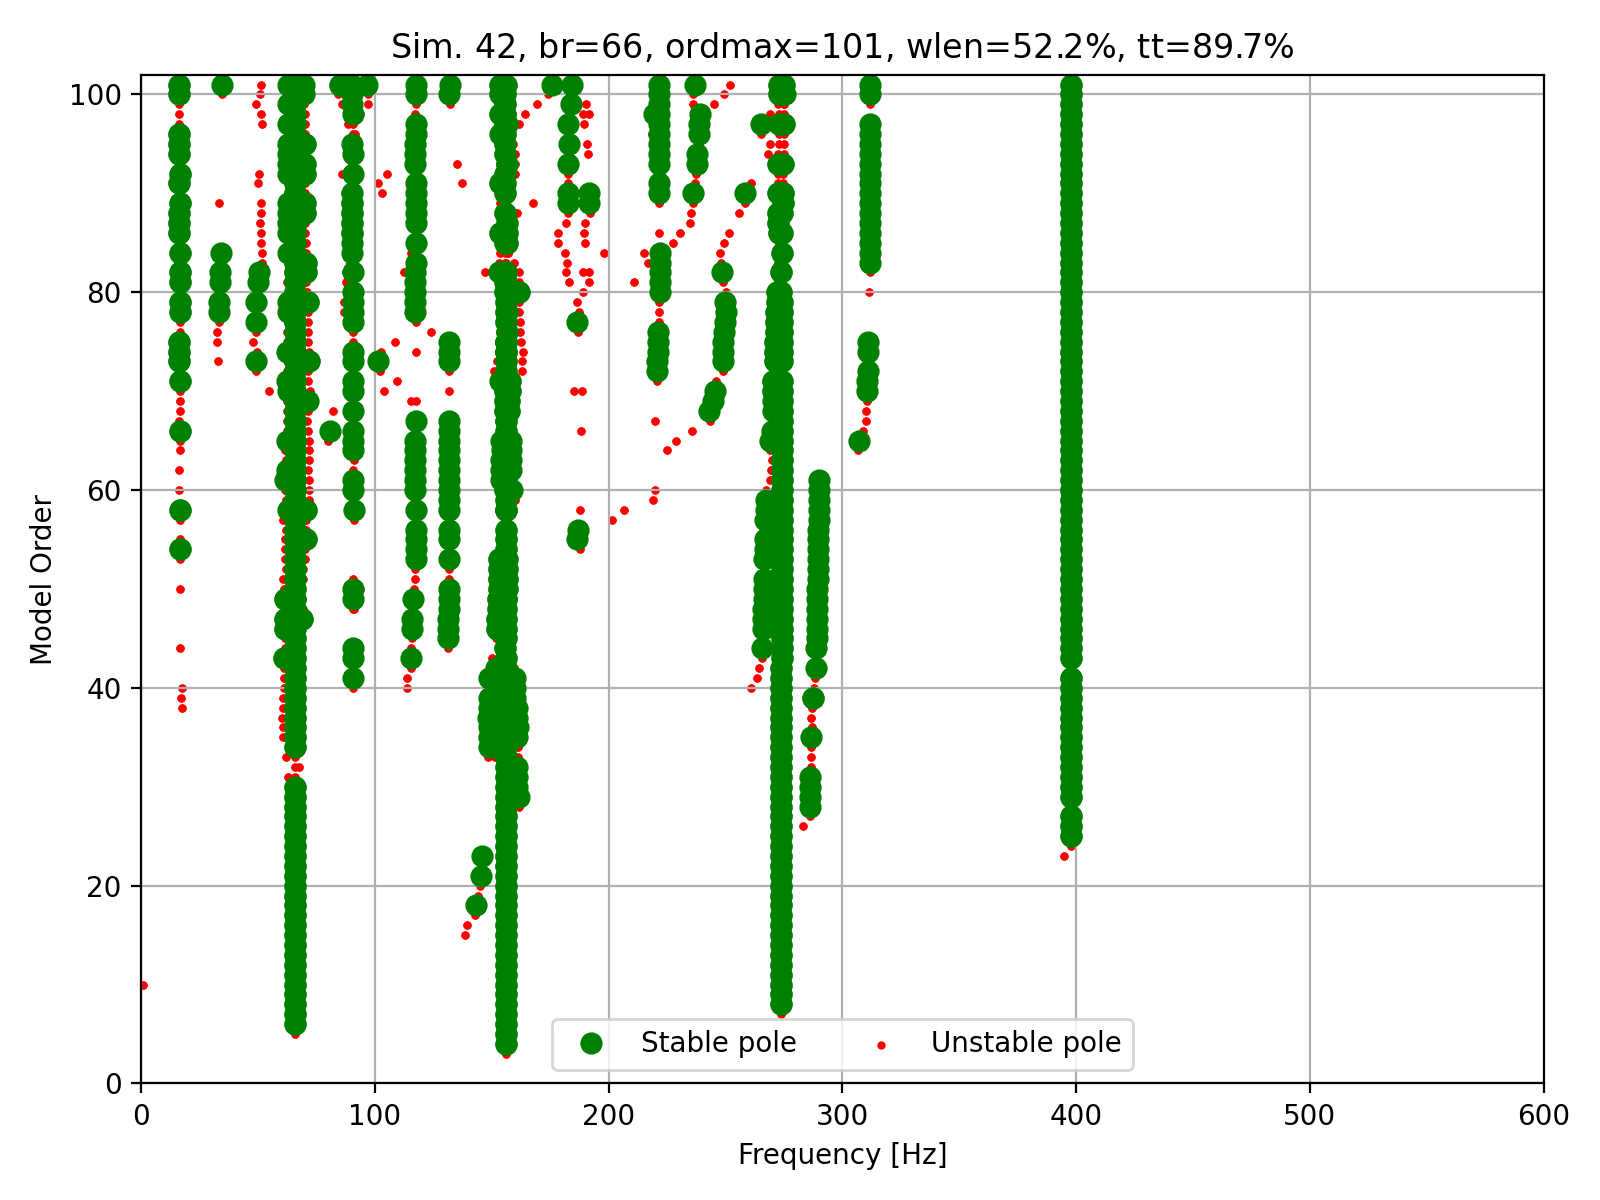 Sim. 42, br=66, ordmax=101, wlen=52.2%, tt=89.7%
100
80
60
40
20
0
Model Order
Stable pole
Unstable pole
0 100 200 300 400 500 600
Frequency [Hz]